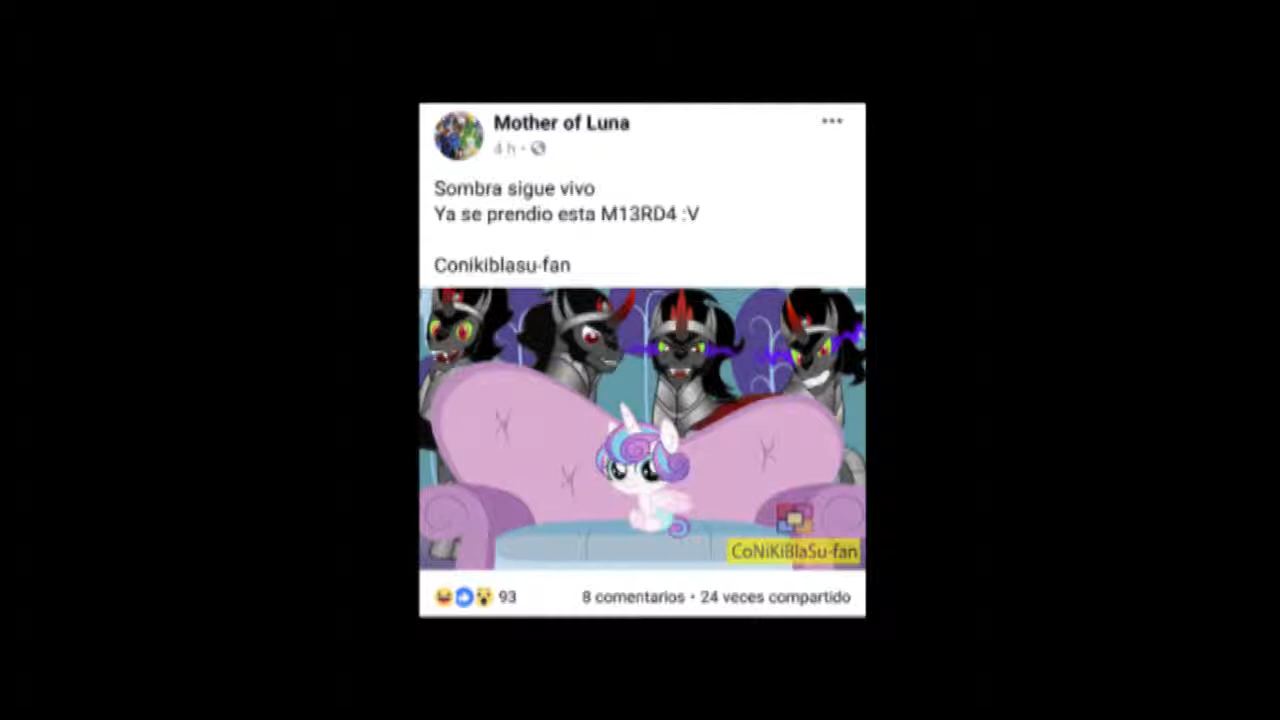 Mother of Luna
4 h
Sombra sigue vivo
Ya se prendio esta M13RD4 :V
Conikiblasu-fan
CoNiKiBlaSu-fan
93 8 comentarios • 24 veces compartido